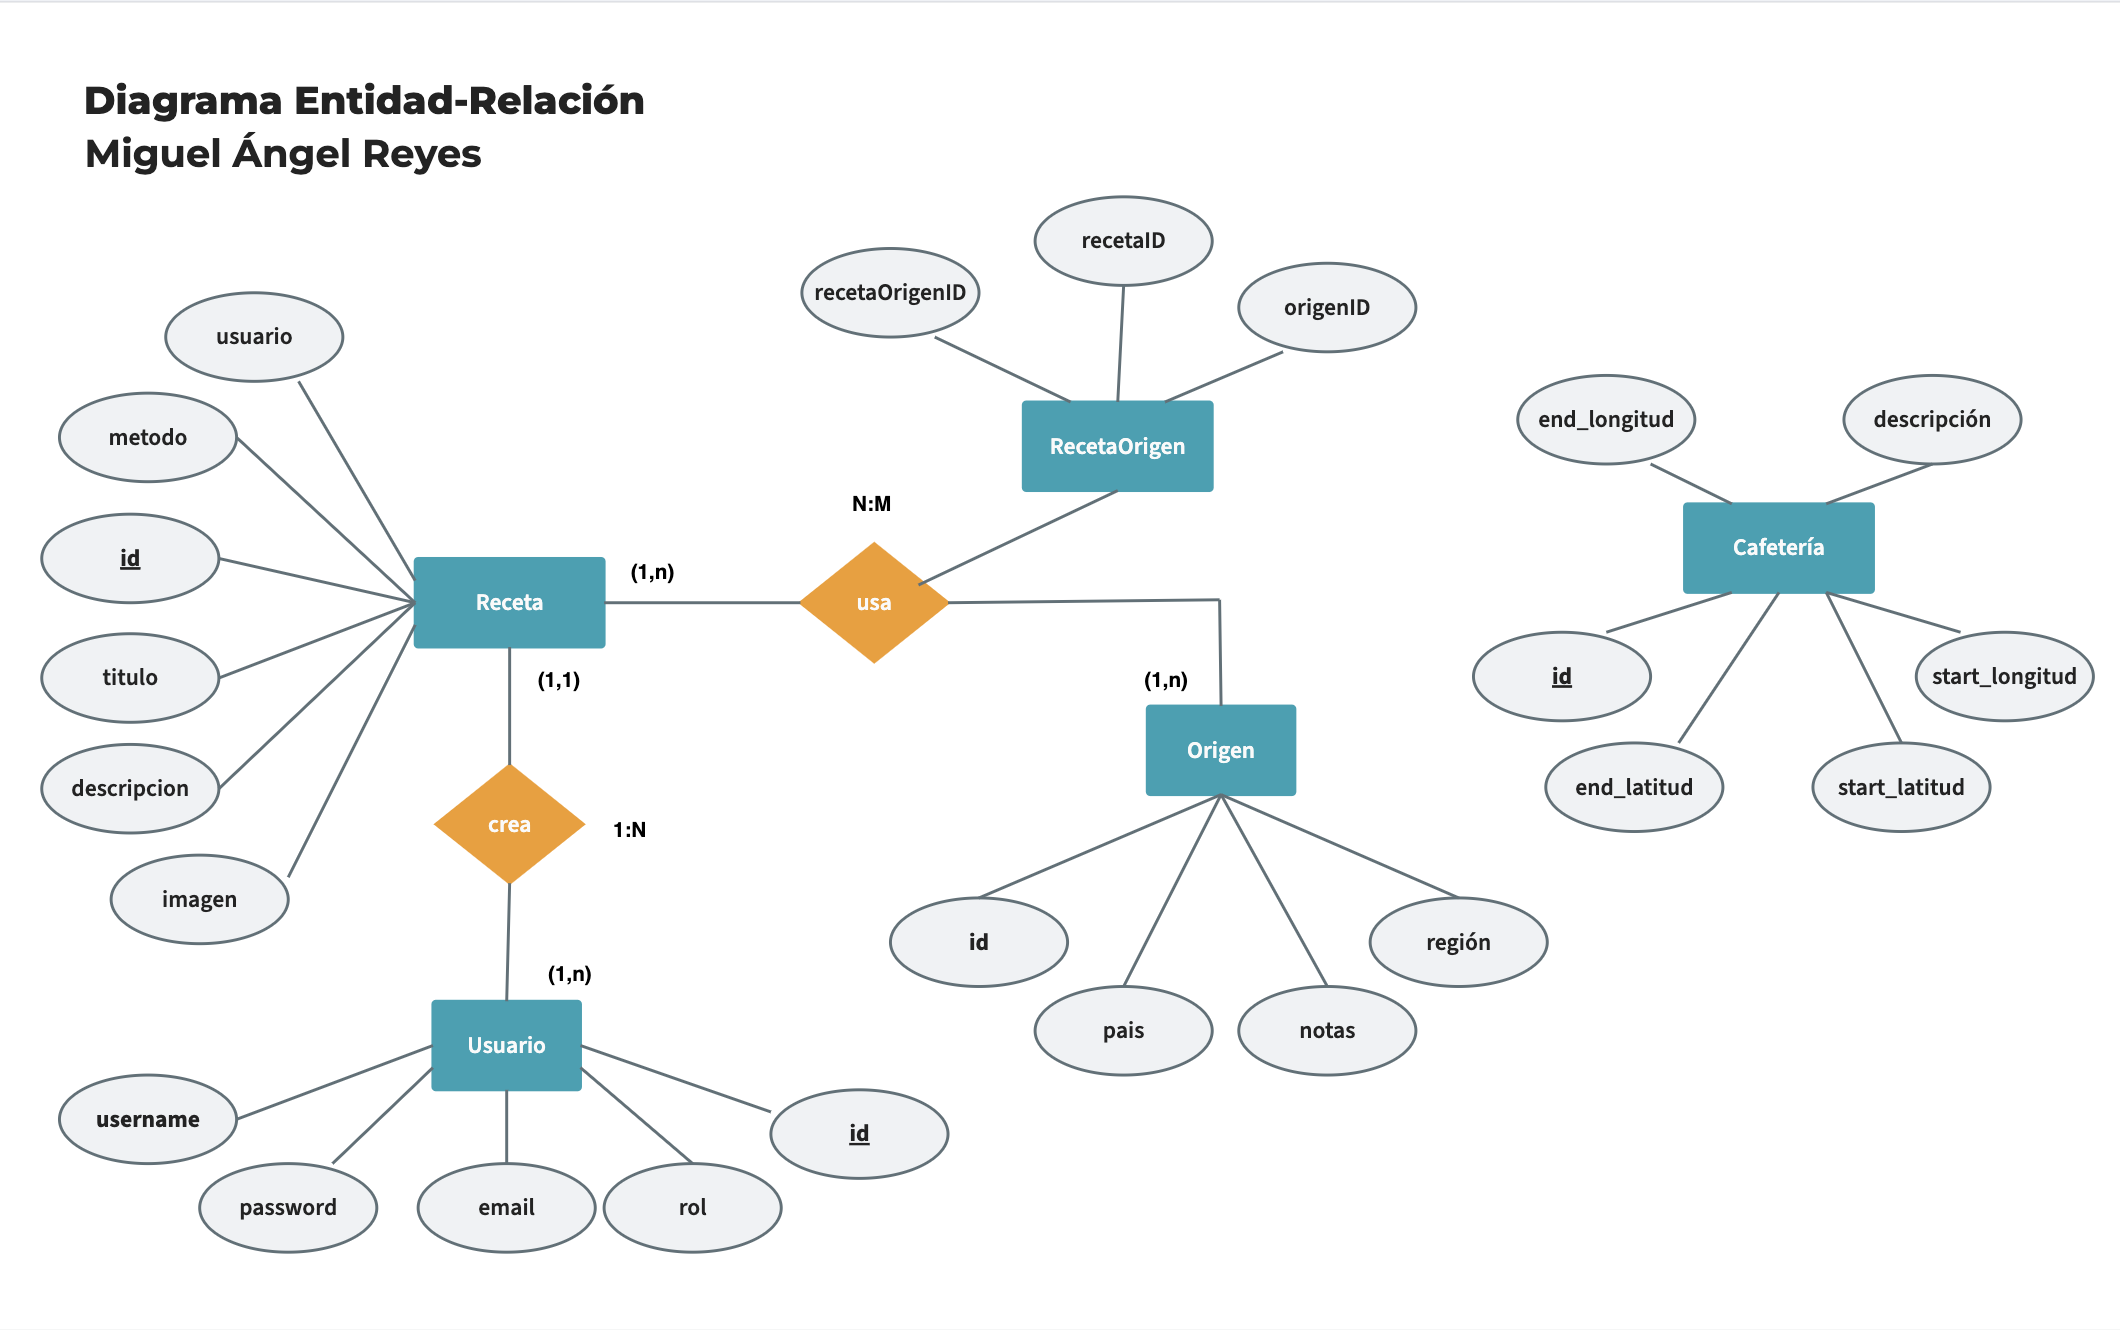 Diagrama Entidad-Relación
Miguel Ángel Reyes
recetaID
recetaOrigenID
origenID
usuario
metodo
end_longitud
descripción
RecetaOrigen
N:M
Cafetería
id
(1,n)
Receta
usa
titulo
(1,1)
(1,n)
id
start_longitud
Origen
descripcion
end_latitud
start_latitud
crea
1:N
imagen
id
región
(1,n)
pais
notas
Usuario
username
id
password
email
rol